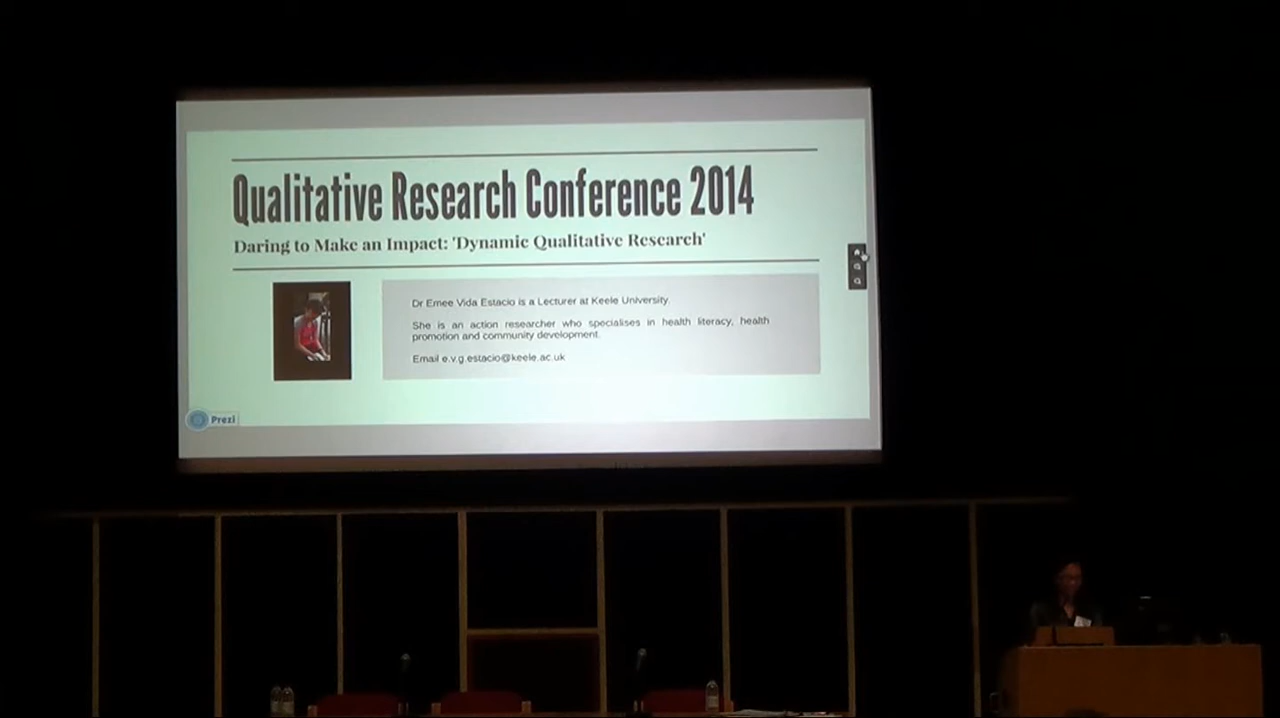 Qualitative Research Conference 2014
Daring to Make an Impact: 'Dynamic Qualitative Research'
Dr Emee Vida Estacio is a Lecturer at Keele University.
She is an action researcher who specialises in health literacy, health
promotion and community development.
Email e.v.g.estacio@keele.ac.uk
Prezi